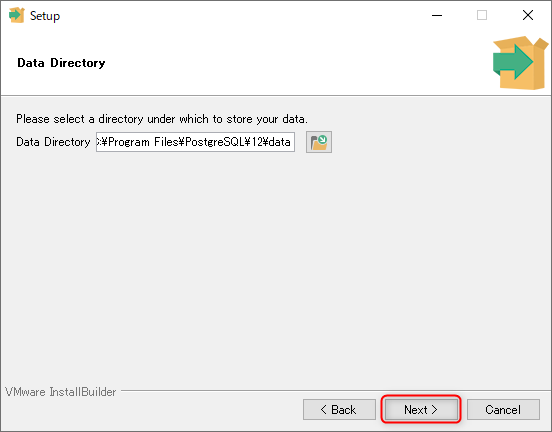 Setup
Data Directory
Please select a directory under which to store your data.
Data Directory :¥Program Files¥PostgreSQL¥12¥data
VMware InstallBuilder
< Back Next > Cancel